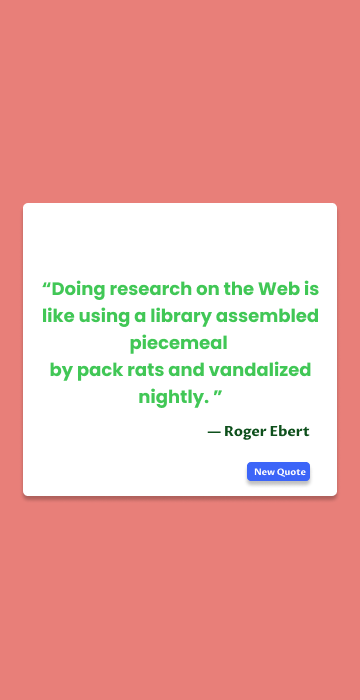 “Doing research on the Web is
like using a library assembled
piecemeal
by pack rats and vandalized
nightly. ”
— Roger Ebert
New Quote